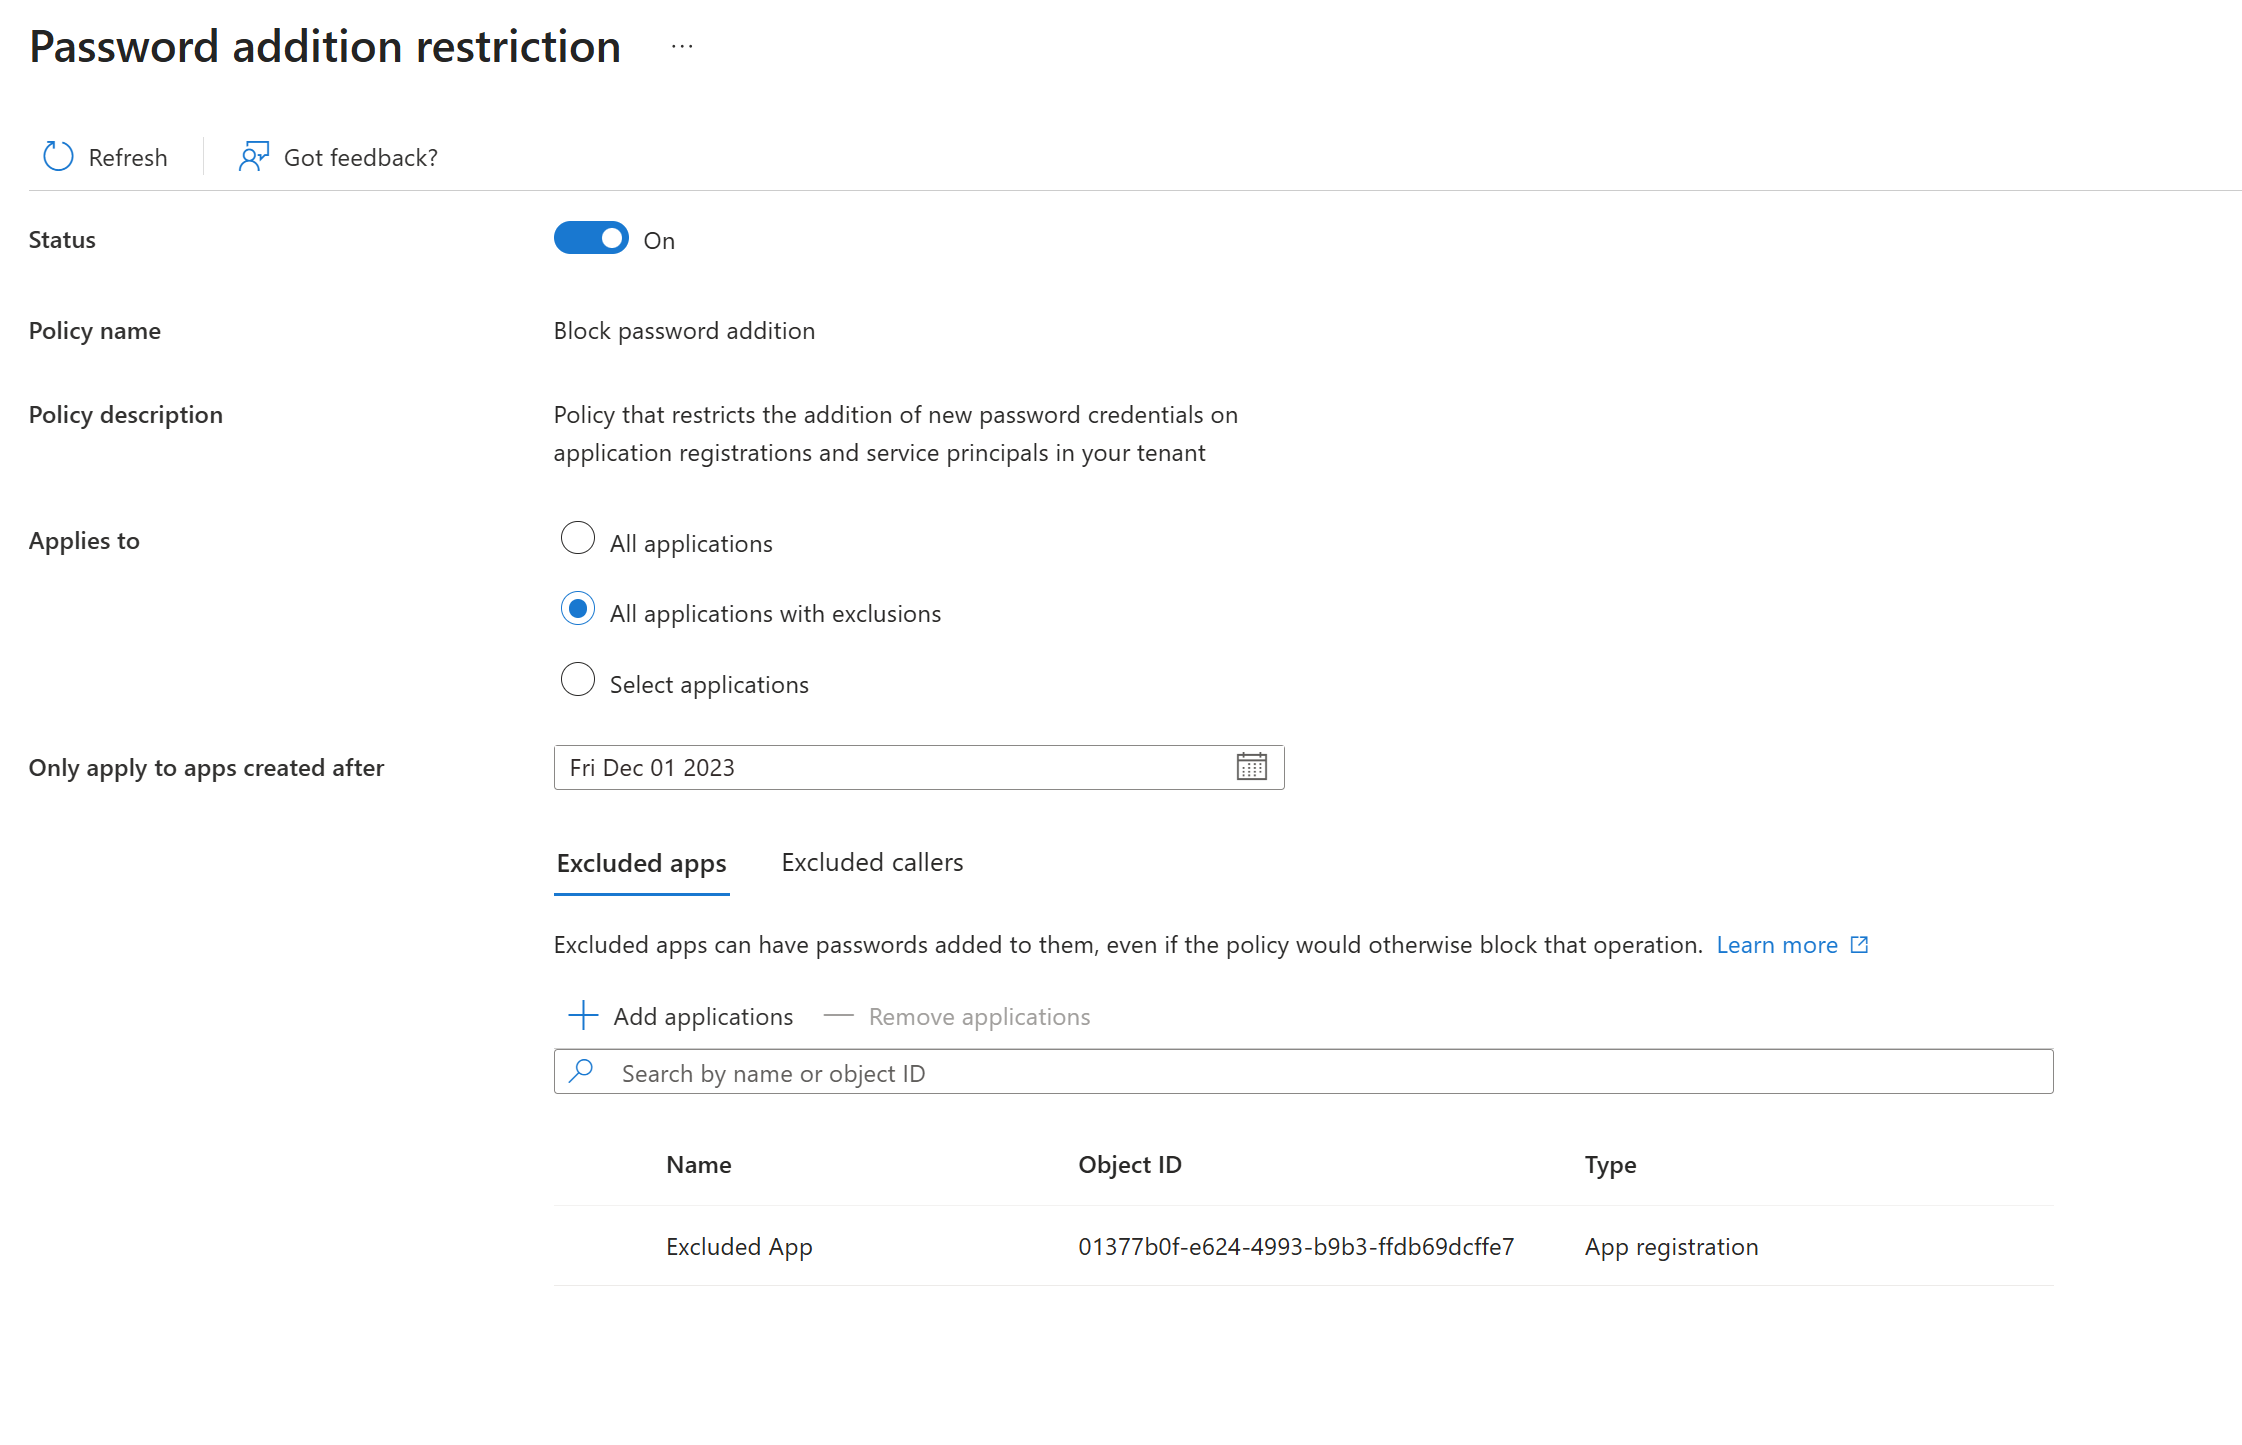 Password addition restriction ...
Refresh Got feedback?
Status On
Policy name Block password addition
Policy description Policy that restricts the addition of new password credentials on
application registrations and service principals in your tenant
Applies to All applications
All applications with exclusions
Select applications
Only apply to apps created after Fri Dec 01 2023
Excluded apps Excluded callers
Excluded apps can have passwords added to them, even if the policy would otherwise block that operation. Learn more
Add applications Remove applications
Search by name or object ID
Name Object ID Type
Excluded App 01377b0f-e624-4993-b9b3-ffdb69dcffe7 App registration